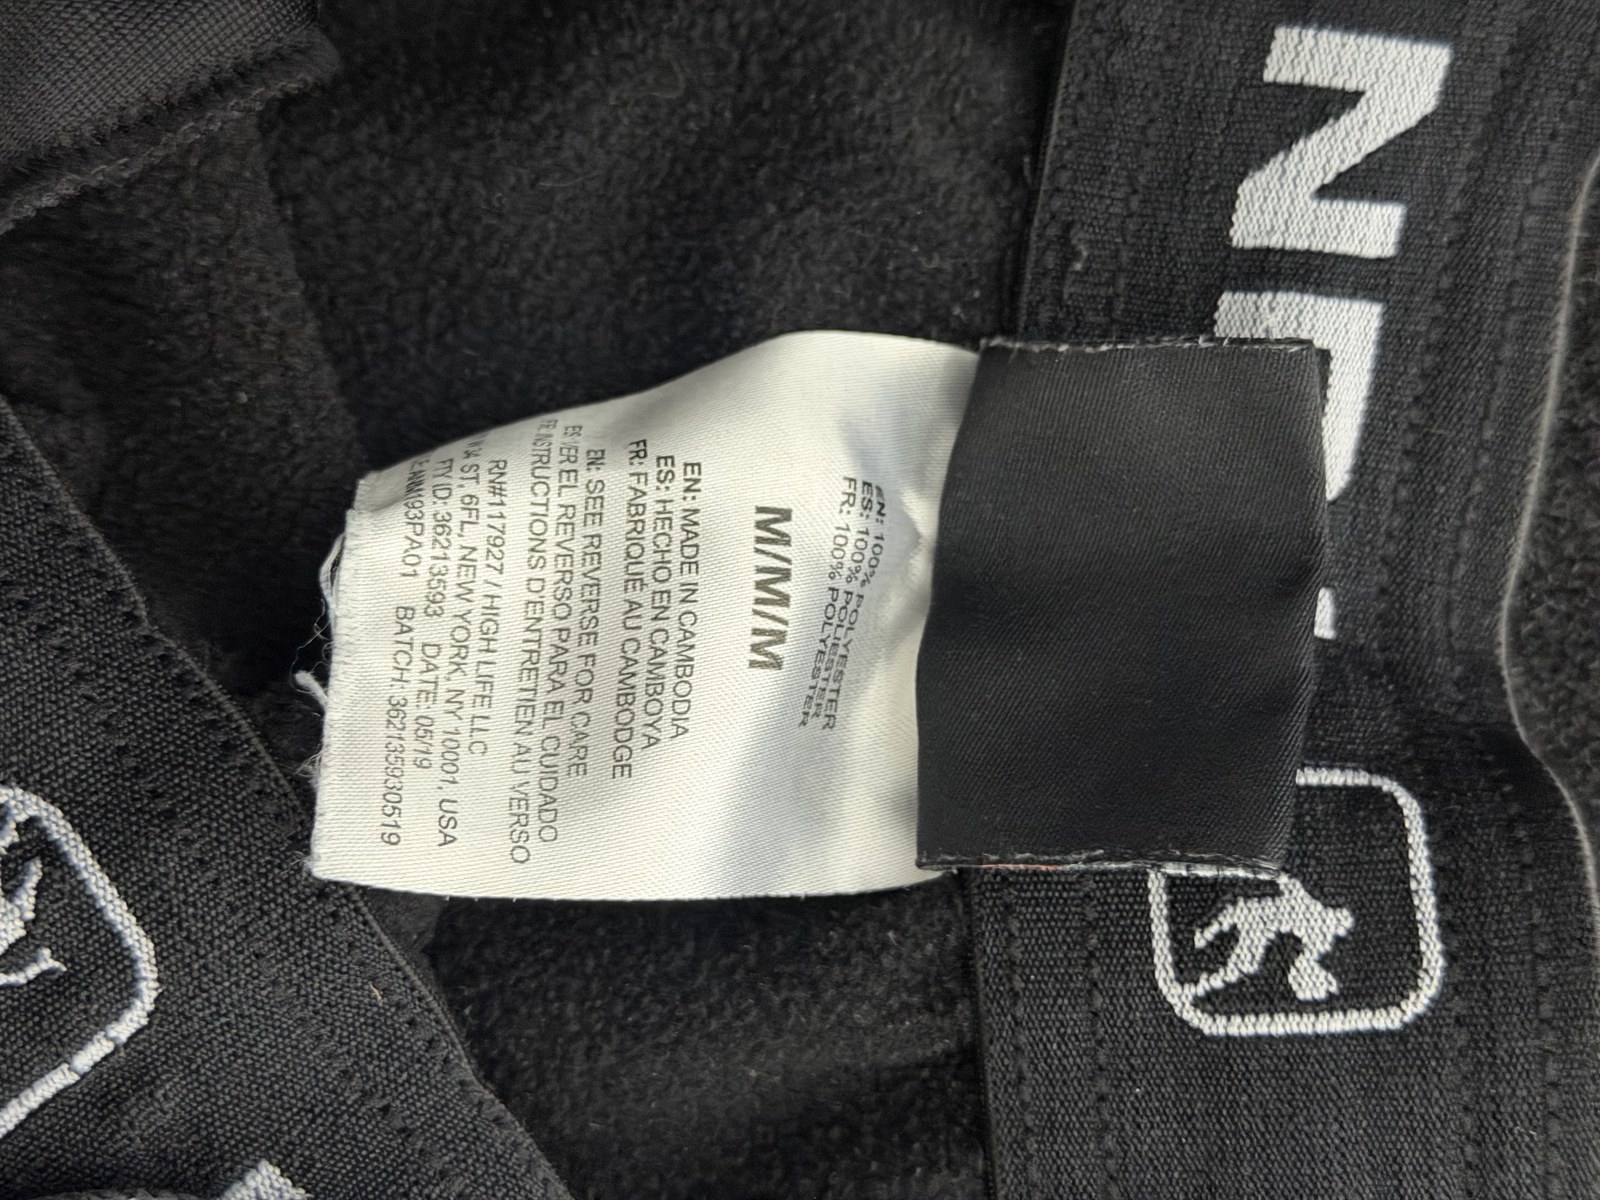 EN: 100% POLYESTER
ES: 100% POLIESTER
FR: 100% POLYESTER
M/M/M
EN: MADE IN CAMBODIA
ES: HECHO EN CAMBOYA
FR: FABRIQUÉ AU CAMBODGE
EN: SEE REVERSE FOR CARE
ES: VER EL REVERSO PARA EL CUIDADO
FR: INSTRUCTIONS D'ENTRETIEN AU VERSO
RN#117927 / HIGH LIFE LLC
ST, 6FL, NEW YORK, NY 10001, USA
FTY ID: 36213593 DATE: 05/19
BATCH: 362135930519